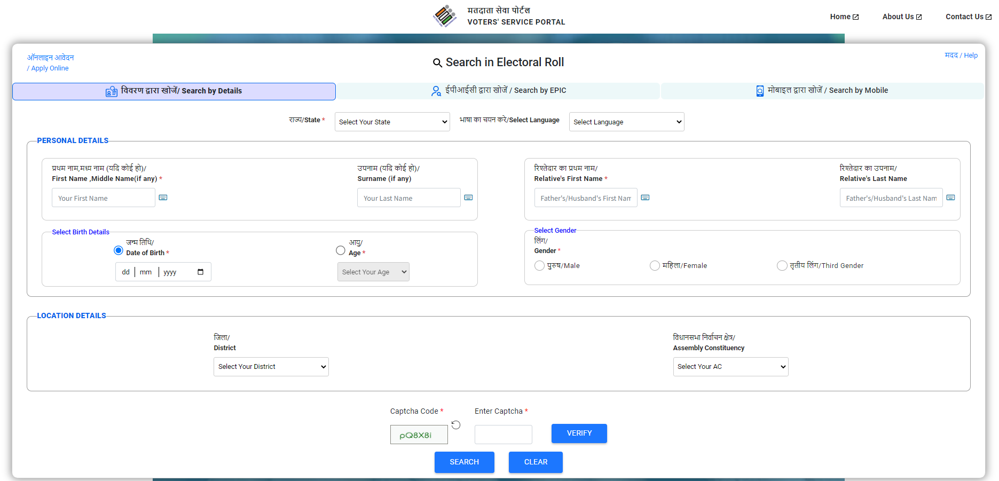 मतदाता सेवा पोर्टल
VOTERS' SERVICE PORTAL
Home
About Us
Contact Us
ऑनलाइन आवेदन
/ Apply Online
Search in Electoral Roll
मदद / Help
विवरण द्वारा खोजें/ Search by Details
ईपीआईसी द्वारा खोजें / Search by EPIC
मोबाइल द्वारा खोजें / Search by Mobile
राज्य/State *
Select Your State
भाषा का चयन करे/Select Language
Select Language
PERSONAL DETAILS
प्रथम नाम,मध्य नाम (यदि कोई हो)/
First Name ,Middle Name(if any) *
Your First Name
उपनाम (यदि कोई हो)/
Surname (if any)
Your Last Name
रिश्तेदार का प्रथम नाम/
Relative's First Name *
Father's/Husband's First Nam
रिश्तेदार का उपनाम/
Relative's Last Name
Father's/Husband's Last Nam
Select Birth Details
जन्म तिथि/
Date of Birth *
dd mm yyyy
आयु/
Age *
Select Your Age
Select Gender
लिंग/
Gender *
पुरुष/Male
महिला/Female
तृतीय लिंग/Third Gender
LOCATION DETAILS
जिला/
District
Select Your District
विधानसभा निर्वाचन क्षेत्र/
Assembly Constituency
Select Your AC
Captcha Code *
pQ8X8i
Enter Captcha *
VERIFY
SEARCH
CLEAR